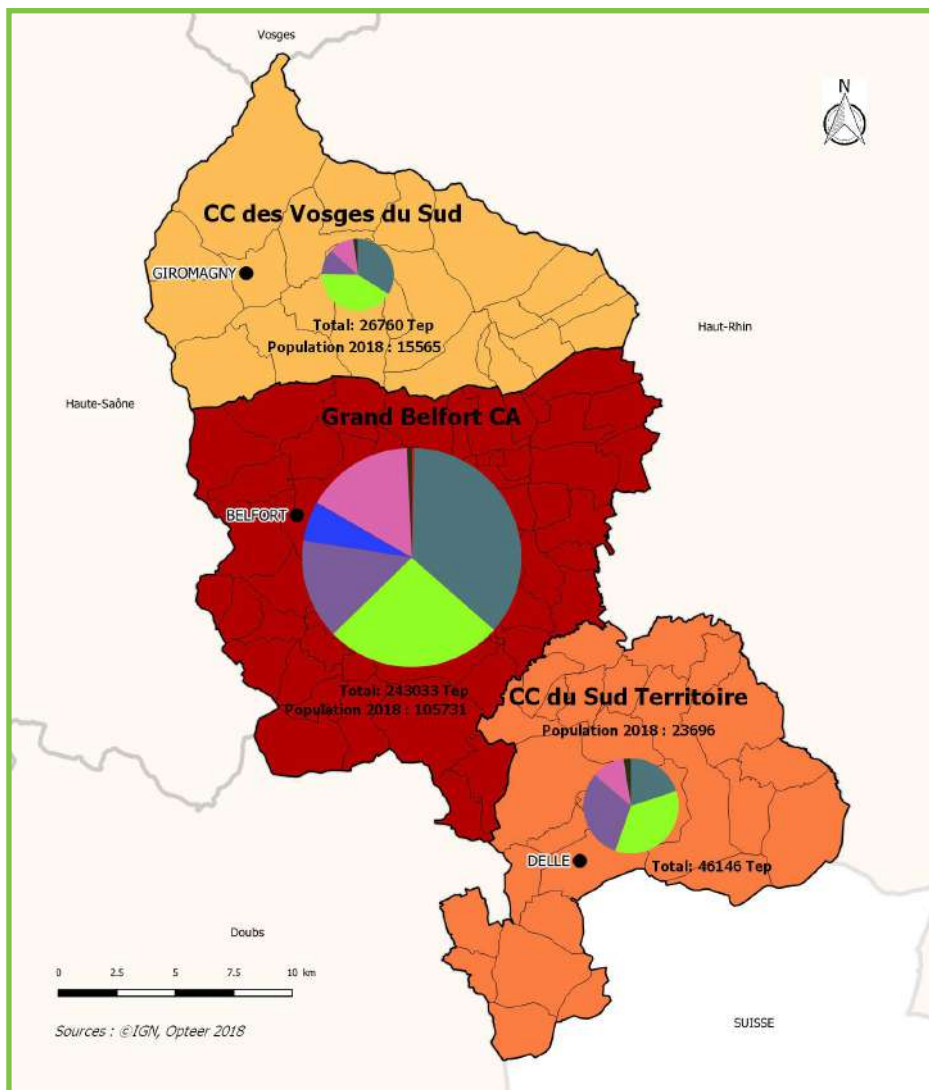 Vosges
N
CC des Vosges du Sud
GIROMAGNY
Total: 26760 Tep
Population 2018 : 15565
Haut-Rhin
Haute-Saône
Grand Belfort CA
BELFORT
Total: 243033 Tep
Population 2018 : 105731
CC du Sud Territoire
Population 2018 : 23696
DELLE
Total: 46146 Tep
Doubs
0 2.5 5 7.5 10 km
SUISSE
Sources : ©IGN, Opteer 2018